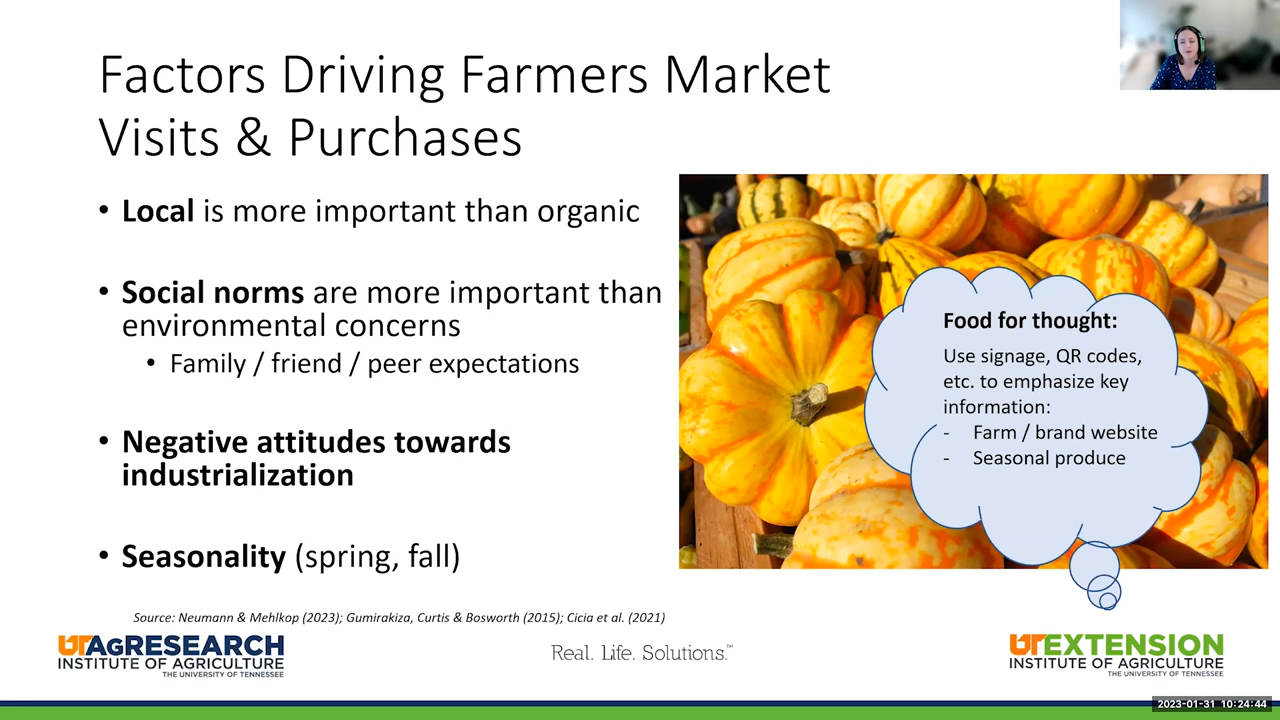 Factors Driving Farmers Market
Visits & Purchases
• Local is more important than organic
• Social norms are more important than
environmental concerns
• Family / friend / peer expectations
• Negative attitudes towards
industrialization
• Seasonality (spring, fall)
Food for thought:
Use signage, QR codes,
etc. to emphasize key
information:
- Farm / brand website
- Seasonal produce
Source: Neumann & Mehlkop (2023); Gumirakiza, Curtis & Bosworth (2015); Cicia et al. (2021)
UTAGRESEARCH
INSTITUTE OF AGRICULTURE
THE UNIVERSITY OF TENNESSEE
Real. Life. Solutions.™
UTEXTENSION
INSTITUTE OF AGRICULTURE
THE UNIVERSITY OF TENNESSEE
2023-01-31 10:24:44